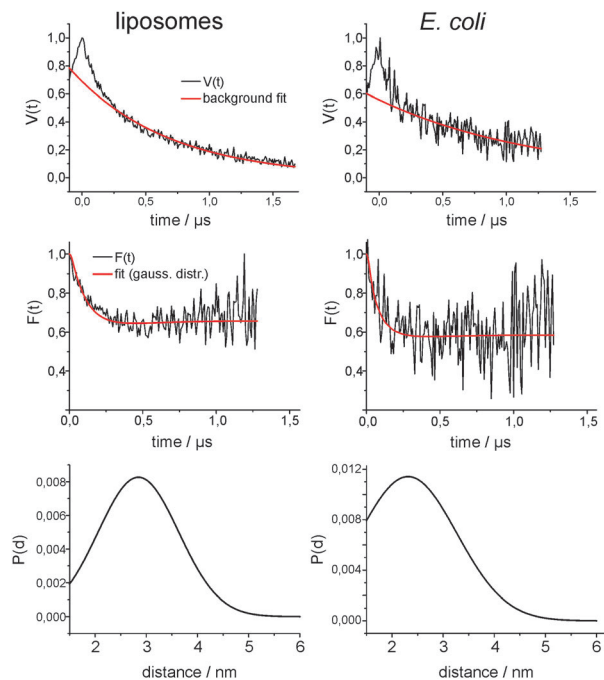 liposomes
E. coli
1,0
0,8
0,6
0,4
0,2
0,0
V(t)
V(t)
background fit
0,0 0,5 1,0 1,5
time / µs
1,0
0,8
0,6
0,4
0,2
0,0
V(t)
0,0 0,5 1,0 1,5
time / µs
1,0
0,8
0,6
0,4
F(t)
F(t)
fit (gauss. distr.)
0,0 0,5 1,0 1,5
time / µs
1,0
0,8
0,6
0,4
F(t)
0,0 0,5 1,0 1,5
time / µs
0,008
0,006
0,004
0,002
0,000
P(d)
2 3 4 5 6
distance / nm
0,012
0,008
0,004
0,000
P(d)
2 3 4 5 6
distance / nm